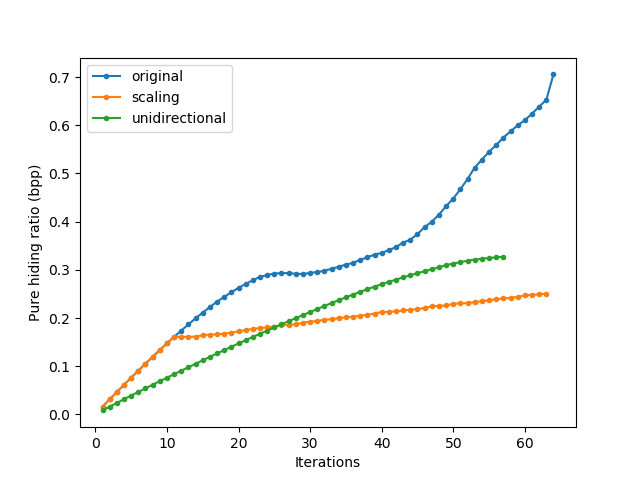 original
scaling
unidirectional
Pure hiding ratio (bpp)
0.7
0.6
0.5
0.4
0.3
0.2
0.1
0.0
0 10 20 30 40 50 60
Iterations